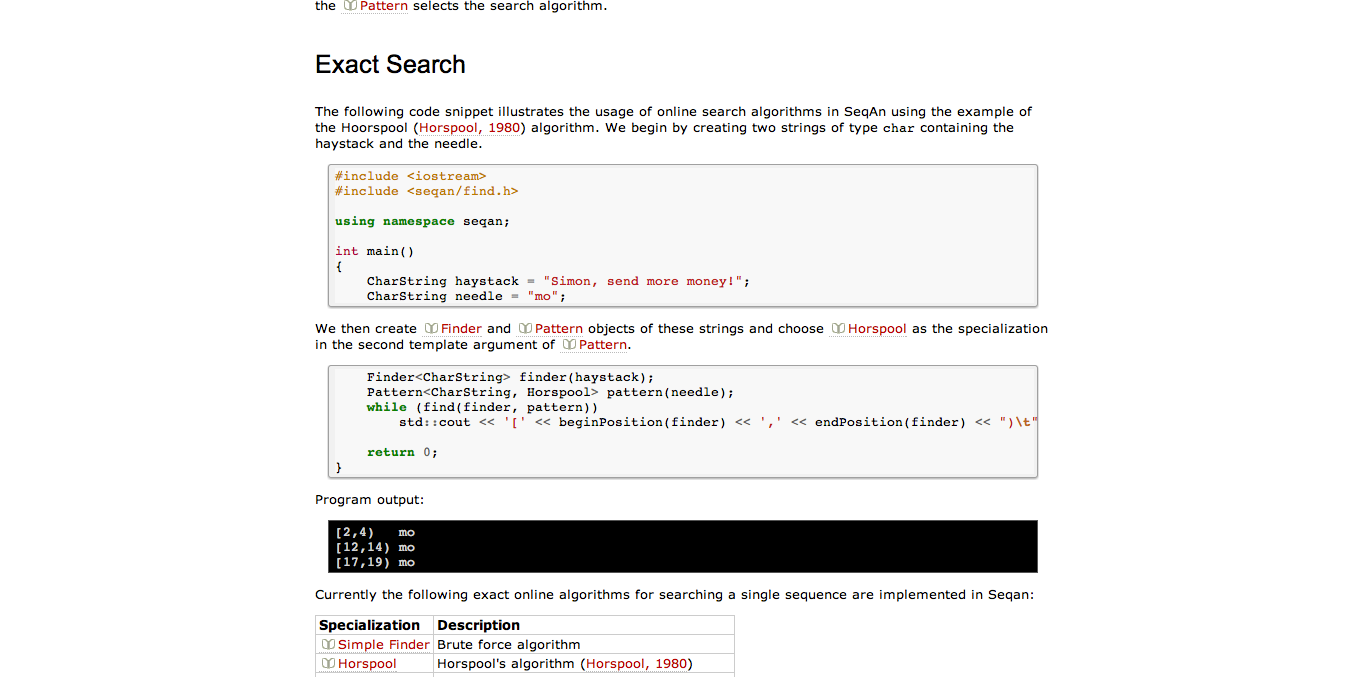 the Pattern selects the search algorithm.
Exact Search
The following code snippet illustrates the usage of online search algorithms in SeqAn using the example of
the Hoorspool (Horspool, 1980) algorithm. We begin by creating two strings of type char containing the
haystack and the needle.
#include <iostream>
#include <seqan/find.h>
using namespace seqan;
int main()
{
    CharString haystack = "Simon, send more money!";
    CharString needle = "mo";
We then create Finder and Pattern objects of these strings and choose Horspool as the specialization
in the second template argument of Pattern.
    Finder<CharString> finder(haystack);
    Pattern<CharString, Horspool> pattern(needle);
    while (find(finder, pattern))
        std::cout << '[' << beginPosition(finder) << ',' << endPosition(finder) << ")\t"
    return 0;
}
Program output:
[2,4)   mo
[12,14) mo
[17,19) mo
Currently the following exact online algorithms for searching a single sequence are implemented in Seqan:
Specialization Description
Simple Finder Brute force algorithm
Horspool Horspool's algorithm (Horspool, 1980)